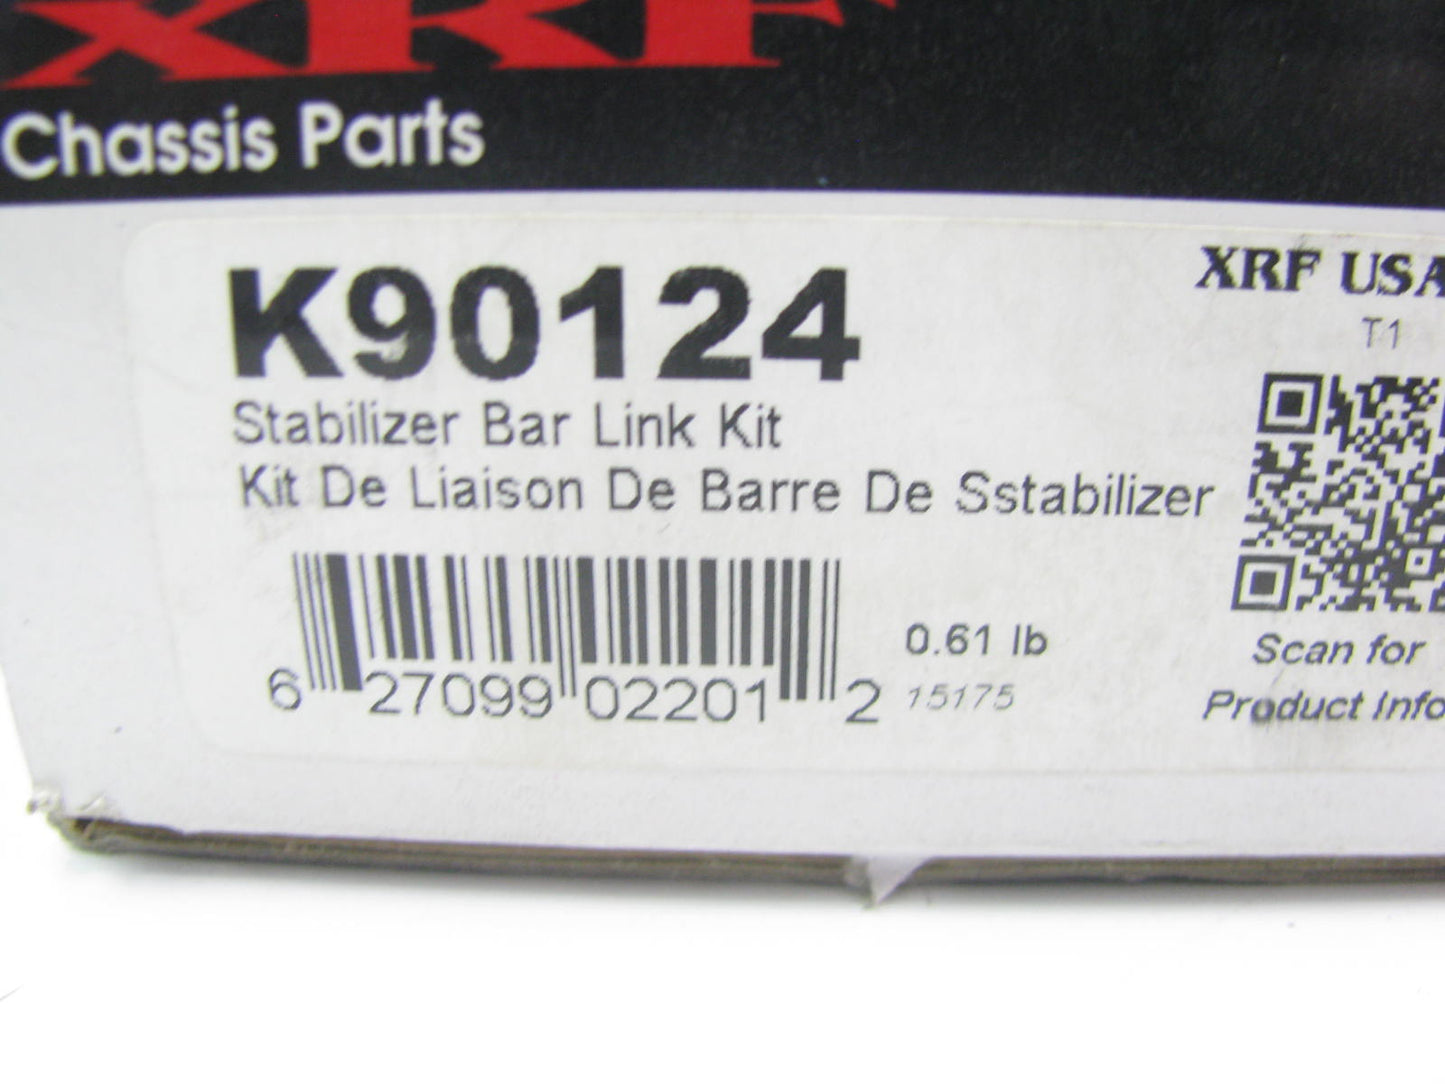 XRF
Chassis Parts
K90124
Stabilizer Bar Link Kit
Kit De Liaison De Barre De Sstabilizer
6 27099 02201 2
0.61 lb
15175
XRF USA
T1
Scan for
Product Info